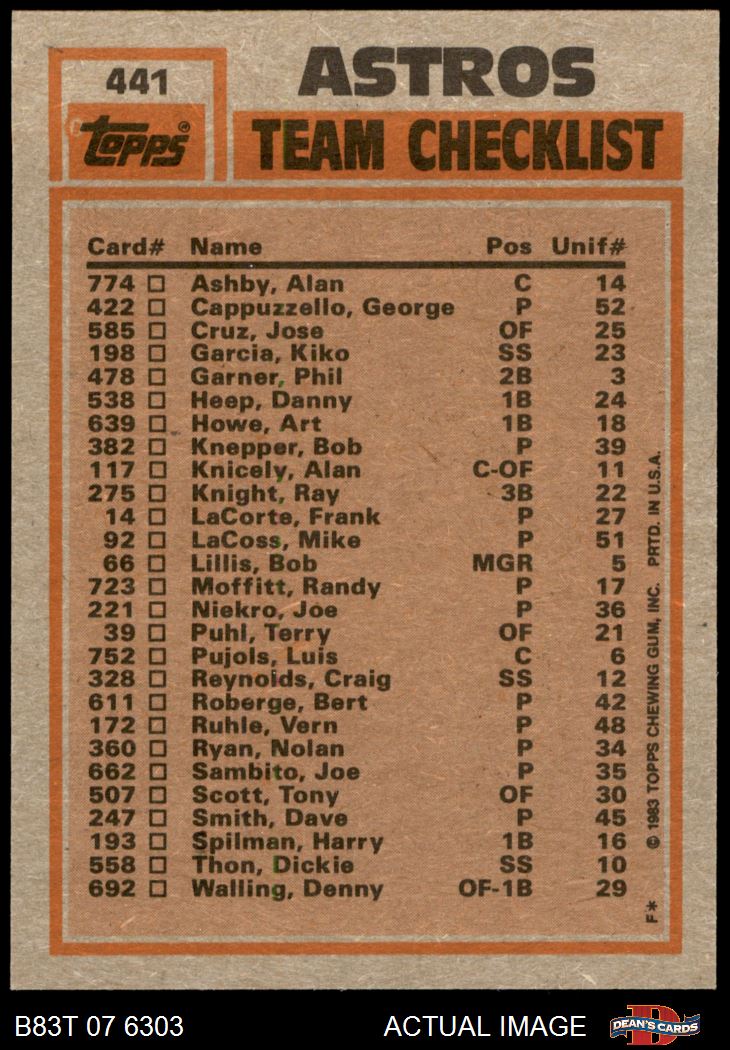 441
ASTROS
topps®
TEAM CHECKLIST
Card# Name Pos Unif#
774 Ashby, Alan C 14
422 Cappuzzello, George P 52
585 Cruz, Jose OF 25
198 Garcia, Kiko SS 23
478 Garner, Phil 2B 3
538 Heep, Danny 1B 24
639 Howe, Art 1B 18
382 Knepper, Bob P 39
117 Knicely, Alan C-OF 11
275 Knight, Ray 3B 22
14 LaCorte, Frank P 27
92 LaCoss, Mike P 51
66 Lillis, Bob MGR 5
723 Moffitt, Randy P 17
221 Niekro, Joe P 36
39 Puhl, Terry OF 21
752 Pujols, Luis C 6
328 Reynolds, Craig SS 12
611 Roberge, Bert P 42
172 Ruhle, Vern P 48
360 Ryan, Nolan P 34
662 Sambito, Joe P 35
507 Scott, Tony OF 30
247 Smith, Dave P 45
193 Spilman, Harry 1B 16
558 Thon, Dickie SS 10
692 Walling, Denny OF-1B 29
F* © 1983 TOPPS CHEWING GUM, INC. PRTD. IN U.S.A.
B83T 07 6303
ACTUAL IMAGE
D
DEAN'S CARDS